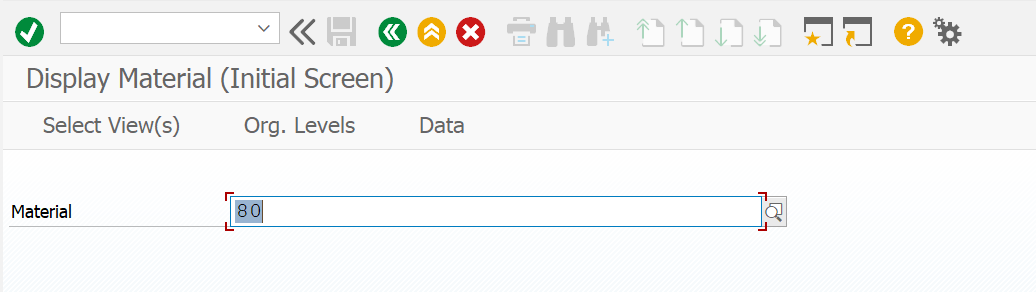 Display Material (Initial Screen)
Select View(s) Org. Levels Data
Material 80